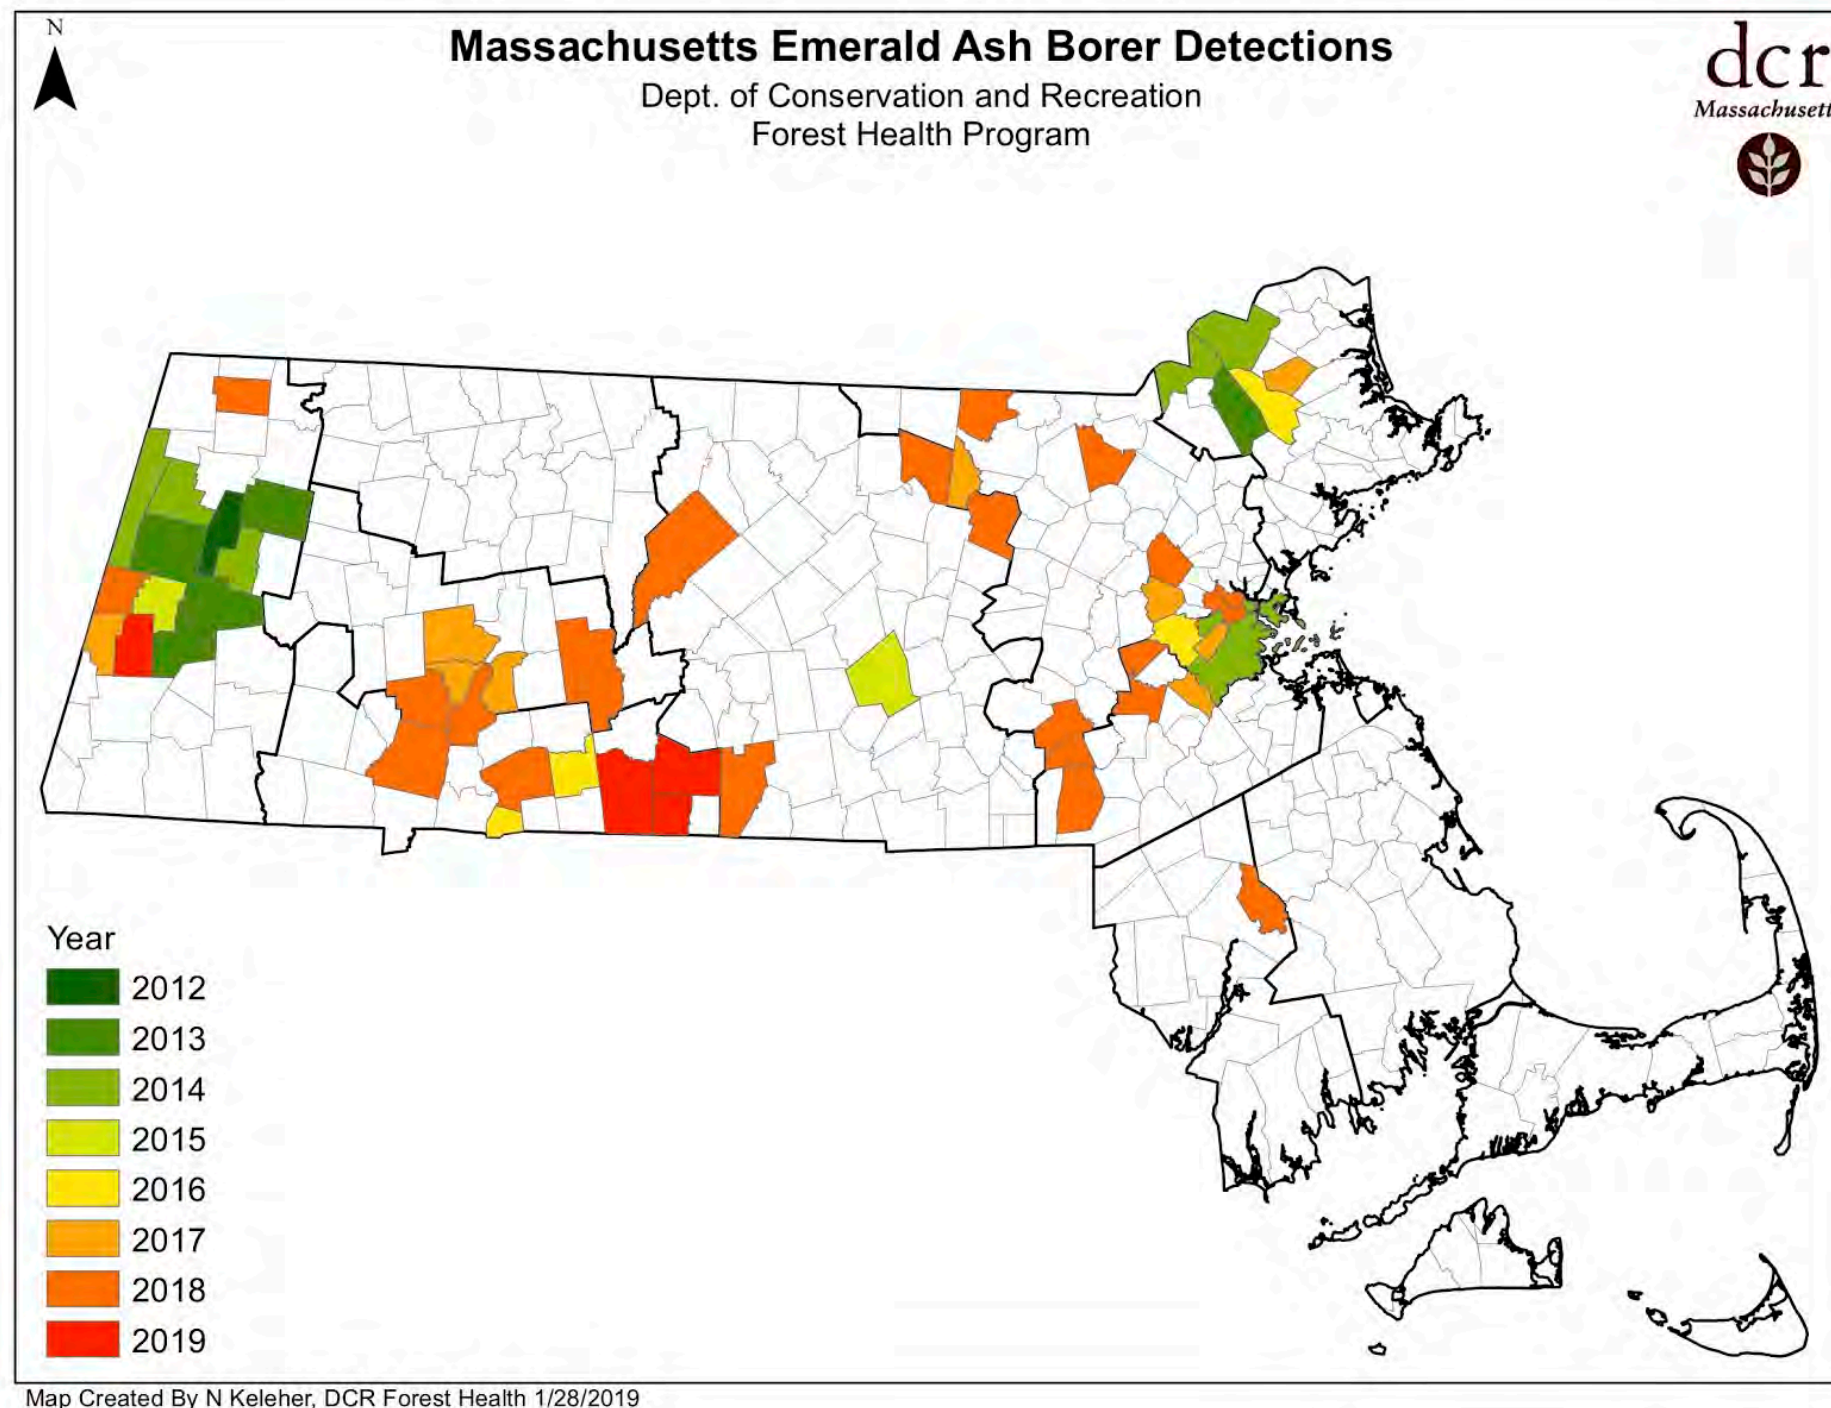 N
Massachusetts Emerald Ash Borer Detections
Dept. of Conservation and Recreation
Forest Health Program
dcr
Massachusett
Year
2012
2013
2014
2015
2016
2017
2018
2019
Map Created By N Keleher, DCR Forest Health 1/28/2019